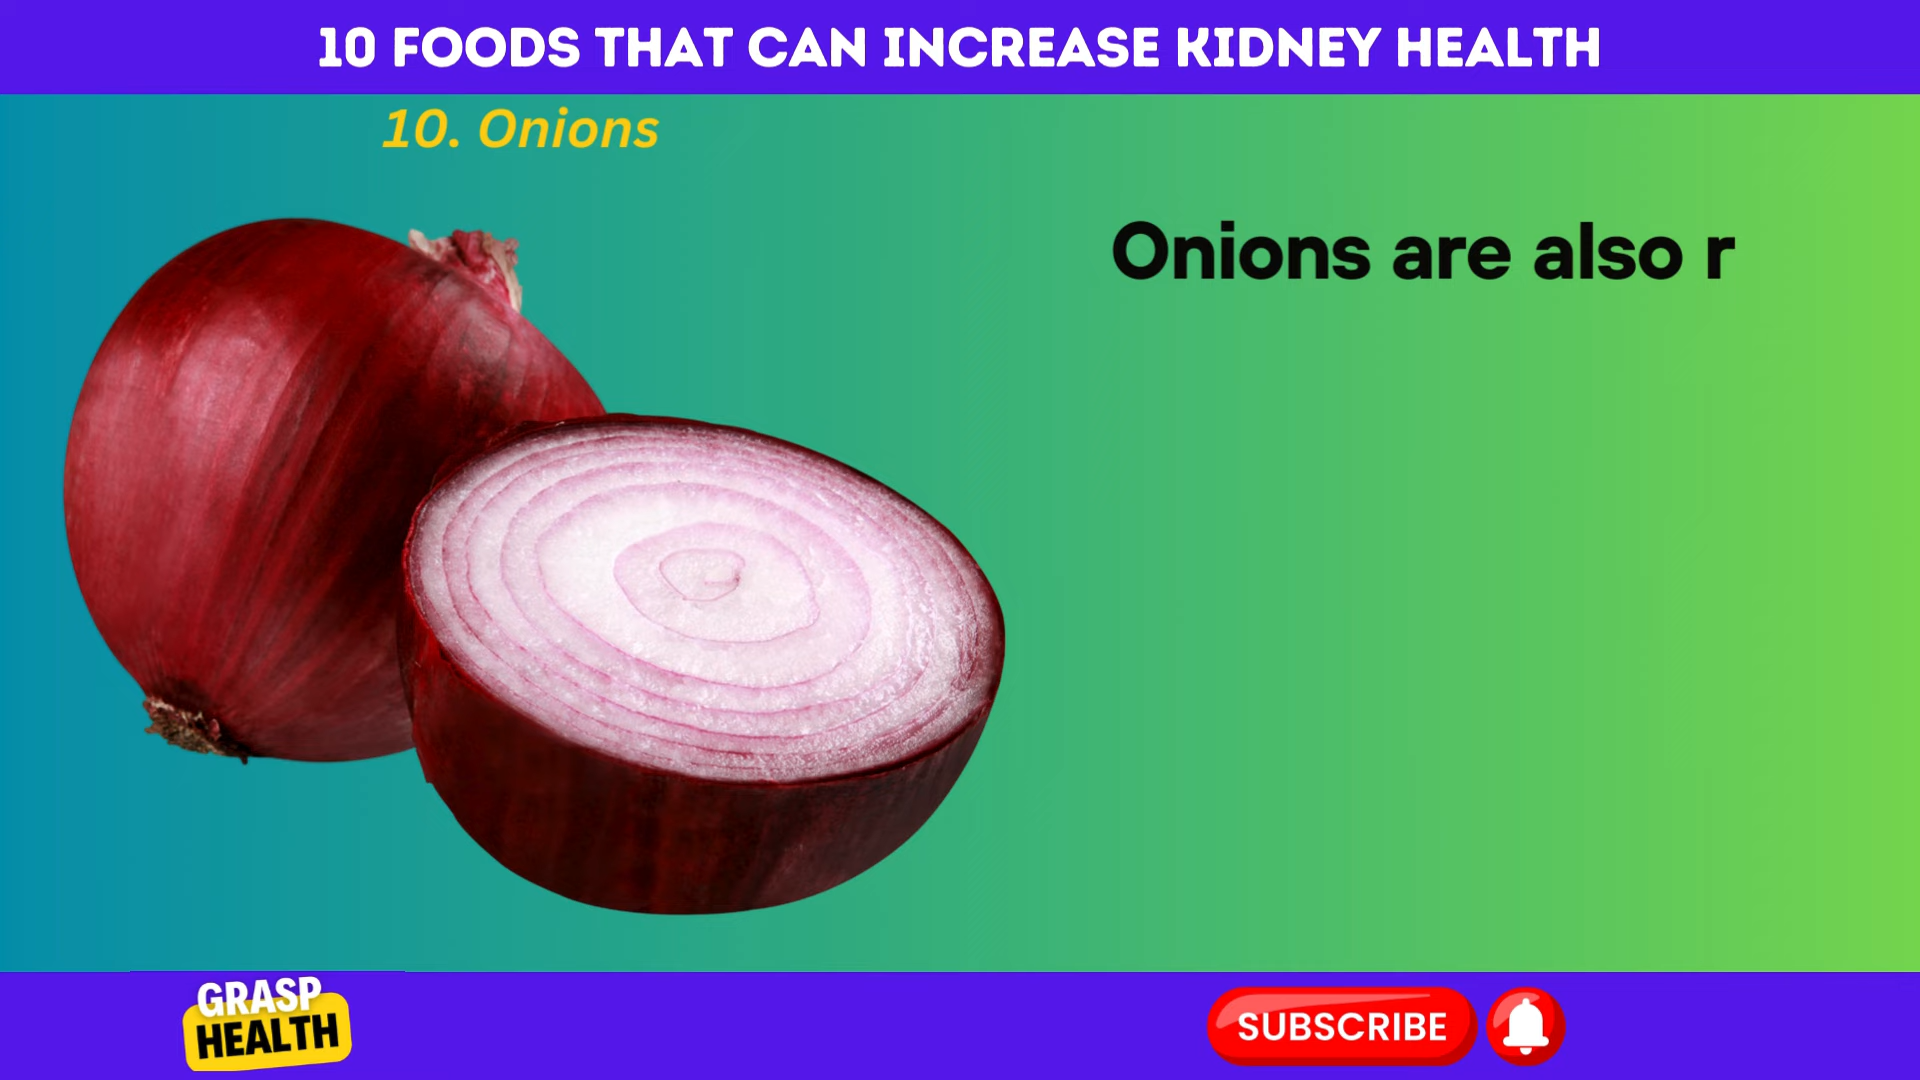 10 FOODS THAT CAN INCREASE KIDNEY HEALTH
10. Onions
Onions are also r
GRASP
HEALTH
SUBSCRIBE